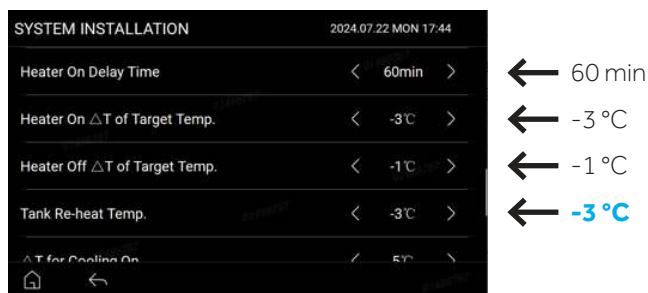 SYSTEM INSTALLATION 2024.07.22 MON 17:44
Heater On Delay Time < 60min > 60 min
Heater On △T of Target Temp. < -3℃ > -3 °C
Heater Off △T of Target Temp. < -1℃ > -1 °C
Tank Re-heat Temp. < -3℃ > -3 °C
△T for Cooling On < 5℃ >